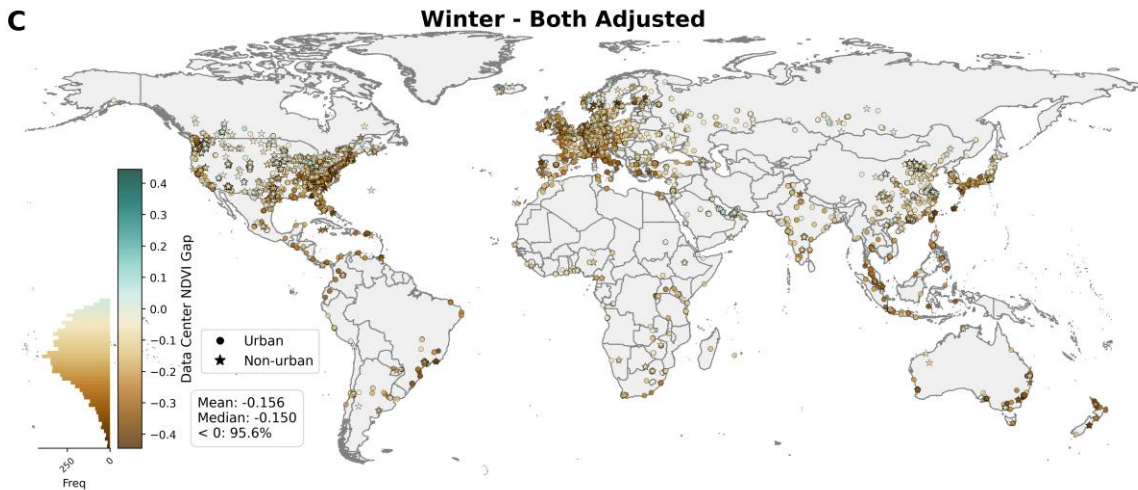 C
Winter - Both Adjusted
0.4
0.3
0.2
0.1
0.0
−0.1
−0.2
−0.3
−0.4
Data Center NDVI Gap
Urban
Non-urban
Mean: -0.156
Median: -0.150
< 0: 95.6%
250
0
Freq